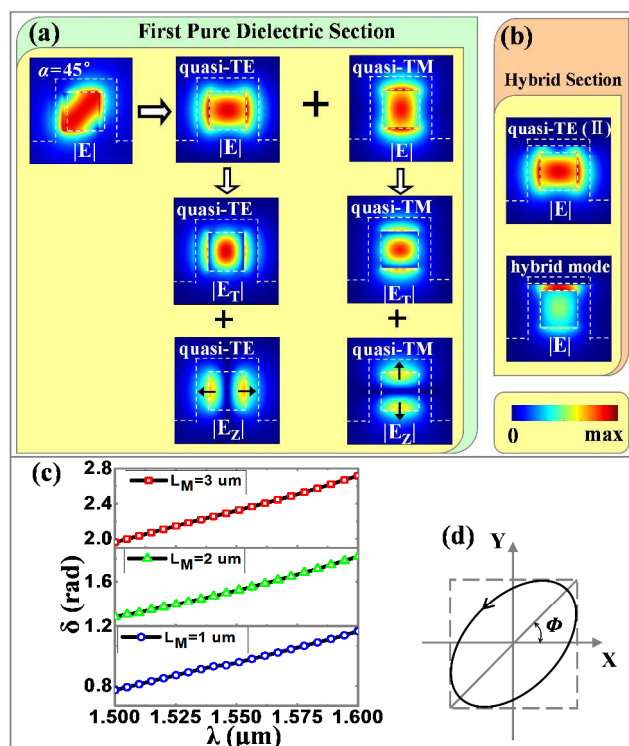 (a) First Pure Dielectric Section
α=45° quasi-TE + quasi-TM
|E| |E| |E|
quasi-TE quasi-TM
|E_T| |E_T|
+ +
quasi-TE quasi-TM
|E_Z| |E_Z|
(b)
Hybrid Section
quasi-TE (II)
|E|
hybrid mode
|E|
0 max
(c)
2.8
2.4
2.0
L_M=3 um
1.6
1.2
L_M=2 um
0.8
L_M=1 um
δ (rad)
1.500 1.525 1.550 1.575 1.600
λ (μm)
(d)
Y
Φ
X